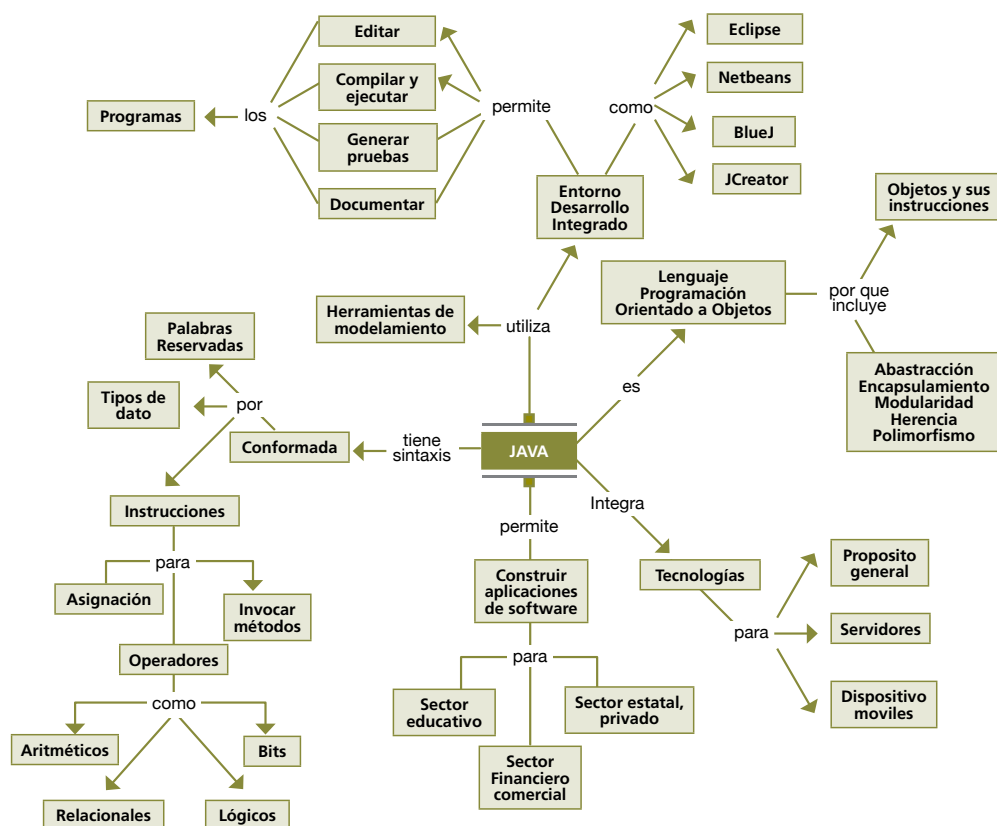 Editar
Compilar y
ejecutar
Generar
pruebas
Documentar
Programas
los
permite
como
Eclipse
Netbeans
BlueJ
JCreator
Entorno
Desarrollo
Integrado
Objetos y sus
instrucciones
Lenguaje
Programación
Orientado a Objetos
por que
incluye
Abastracción
Encapsulamiento
Modularidad
Herencia
Polimorfismo
Herramientas de
modelamiento
utiliza
es
Palabras
Reservadas
Tipos de
dato
por
Conformada
tiene
sintaxis
JAVA
Instrucciones
para
Asignación
Invocar
métodos
Operadores
como
Aritméticos
Bits
Relacionales
Lógicos
permite
Construir
aplicaciones
de software
para
Sector
educativo
Sector estatal,
privado
Sector
Financiero
comercial
Integra
Tecnologías
para
Proposito
general
Servidores
Dispositivo
moviles